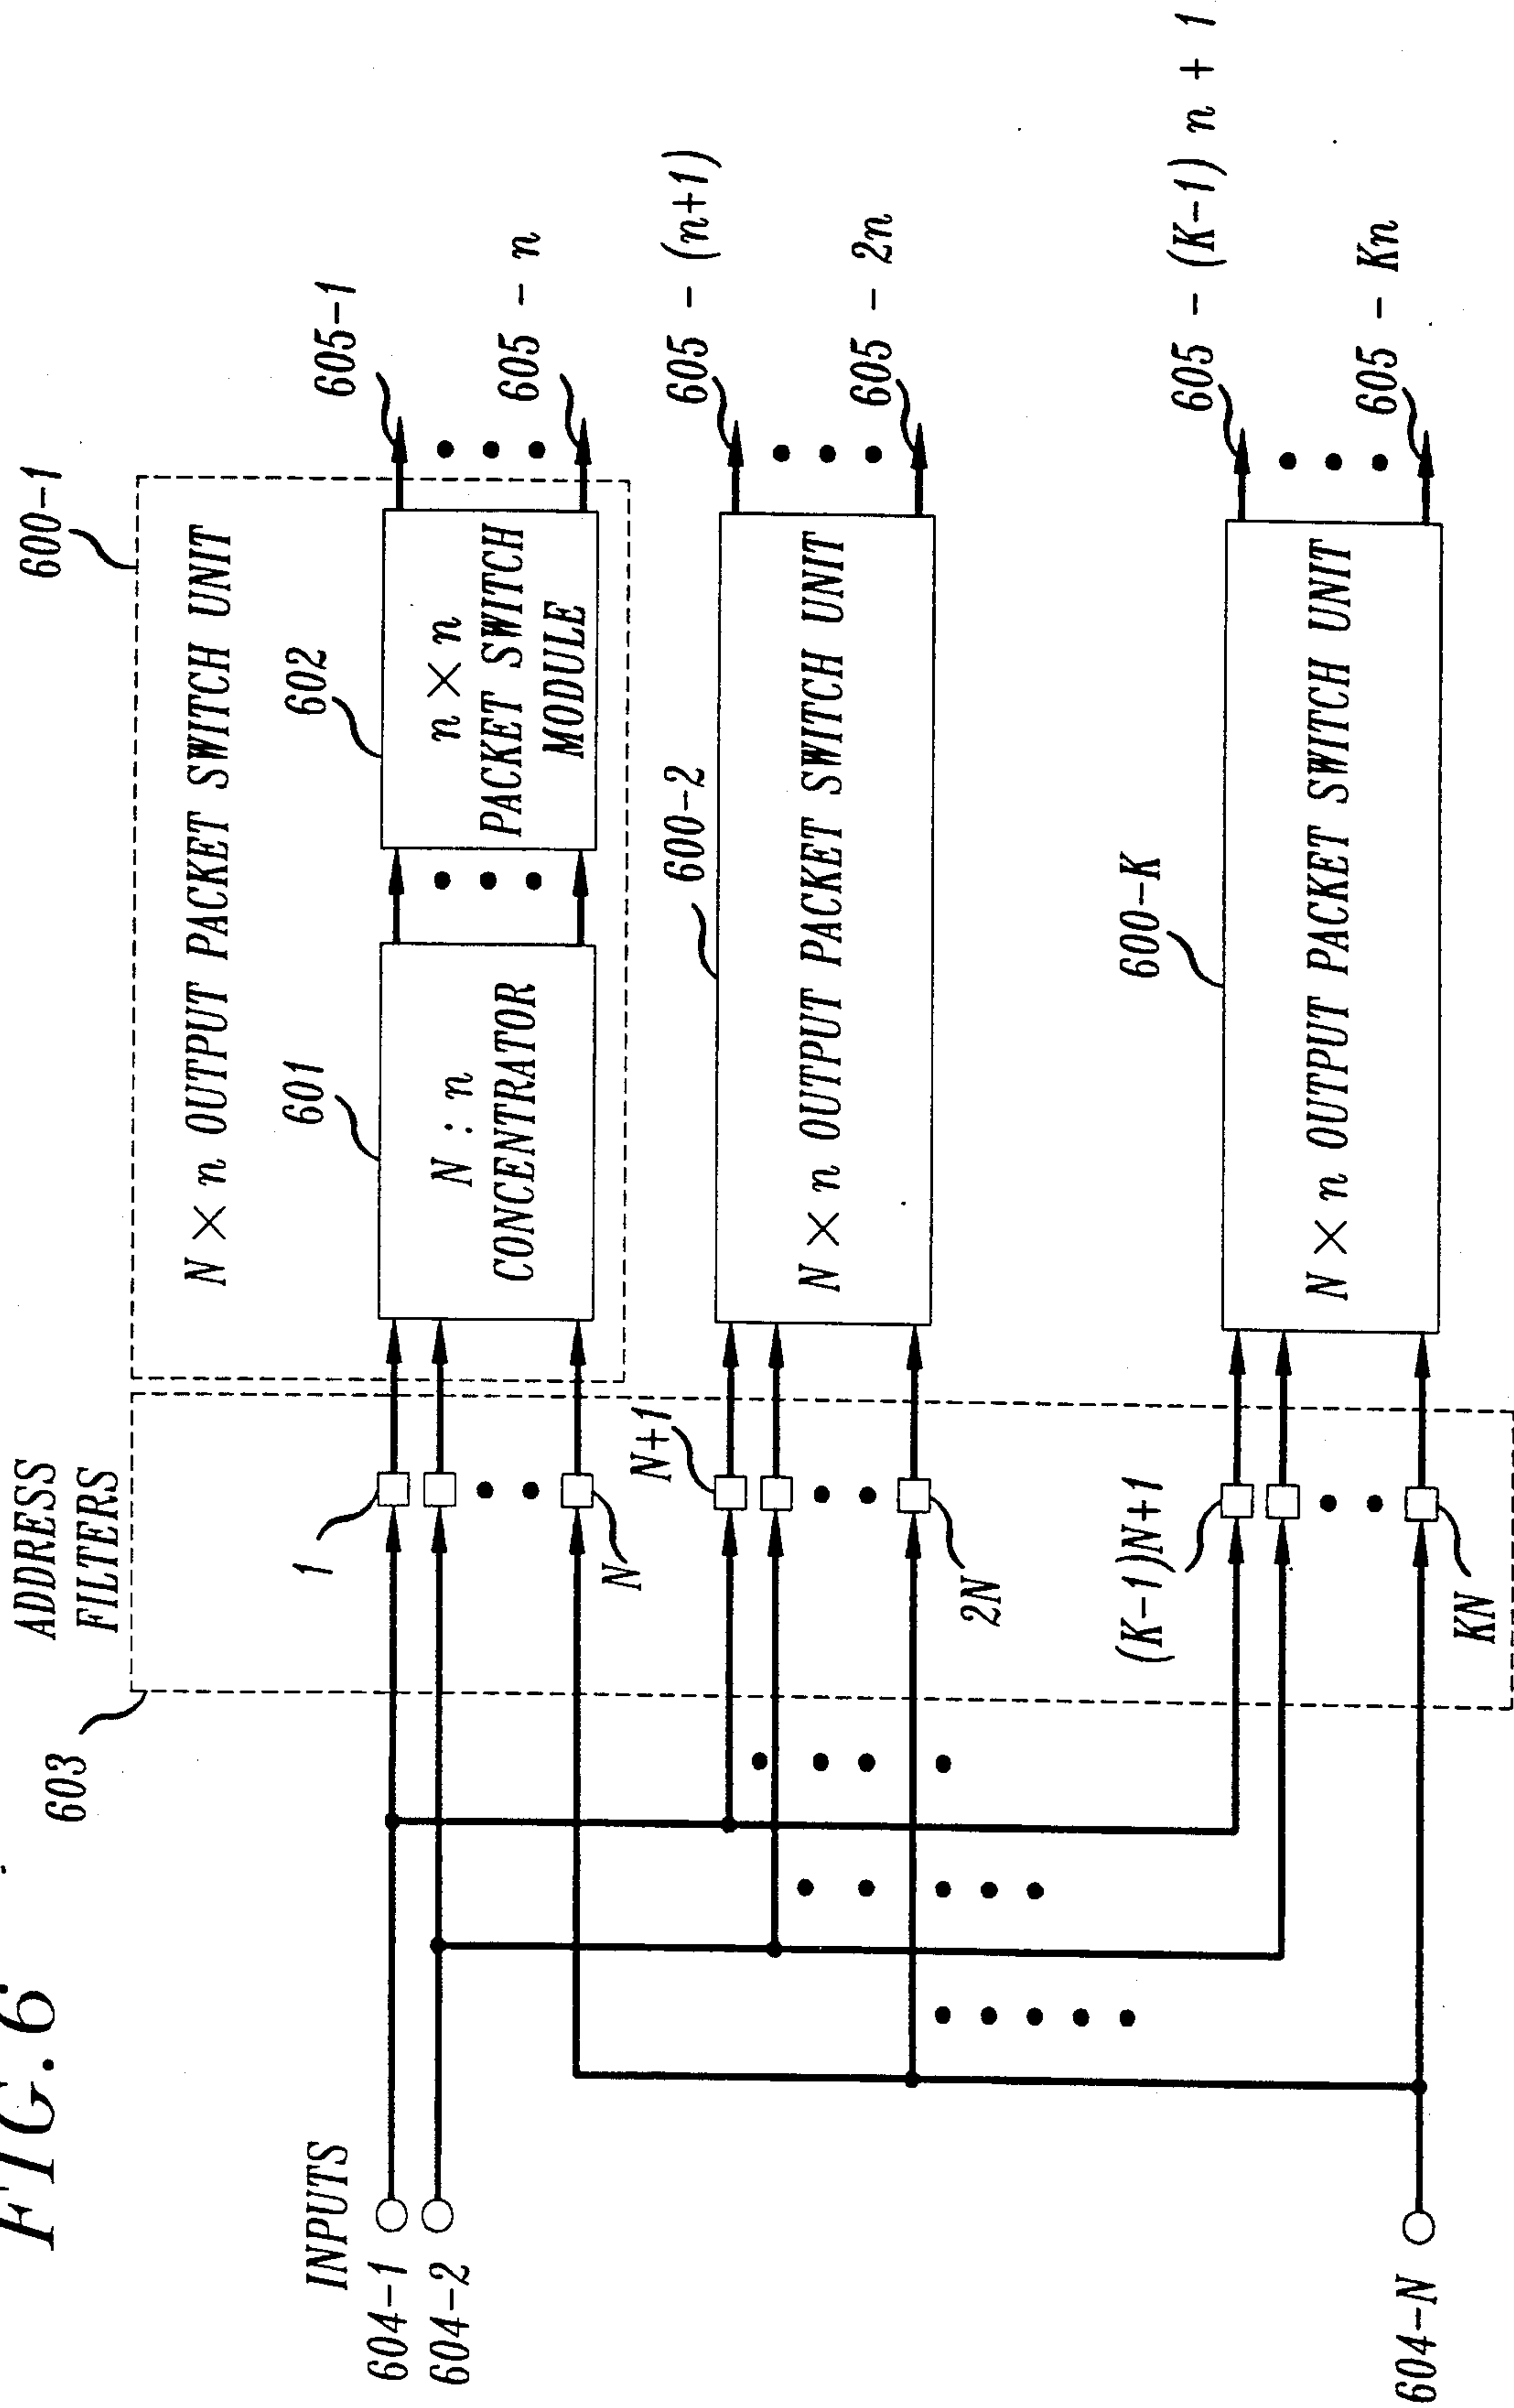 FIG. 6
ADDRESS
FILTERS
603
600-1
N × n OUTPUT PACKET SWITCH UNIT
INPUTS
604-1
604-2
604-N
1
N
601
N : n
CONCENTRATOR
602
n × n
PACKET SWITCH
MODULE
605-1
605 - n
N+1
2N
600-2
N × n OUTPUT PACKET SWITCH UNIT
605 - (n+1)
605 - 2n
(K-1)N+1
KN
600-K
N × n OUTPUT PACKET SWITCH UNIT
605 - (K-1) n + 1
605 - Kn